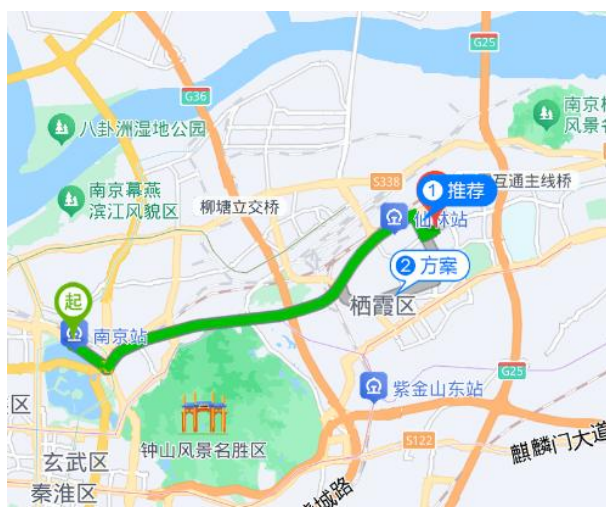 G25
G36
八卦洲湿地公园
南京栖
风景名
S338
互通主线桥
南京幕燕
滨江风貌区
1 推荐
柳塘立交桥
仙林站
2 方案
起
栖霞区
南京站
G25
紫金山东站
区
钟山风景名胜区
S122
麒麟门大道
玄武区
秦淮区
城路